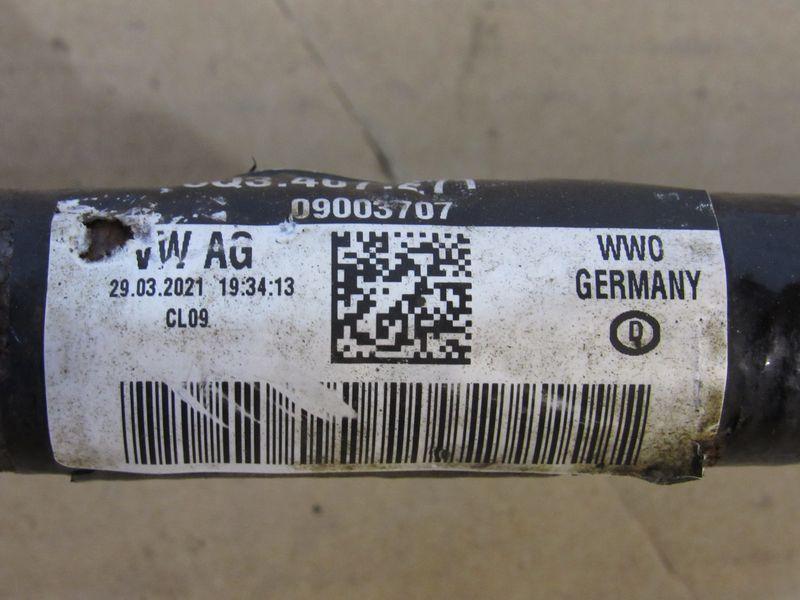 09003707
VW AG
29.03.2021 19:34:13
CL09
WWO
GERMANY
D